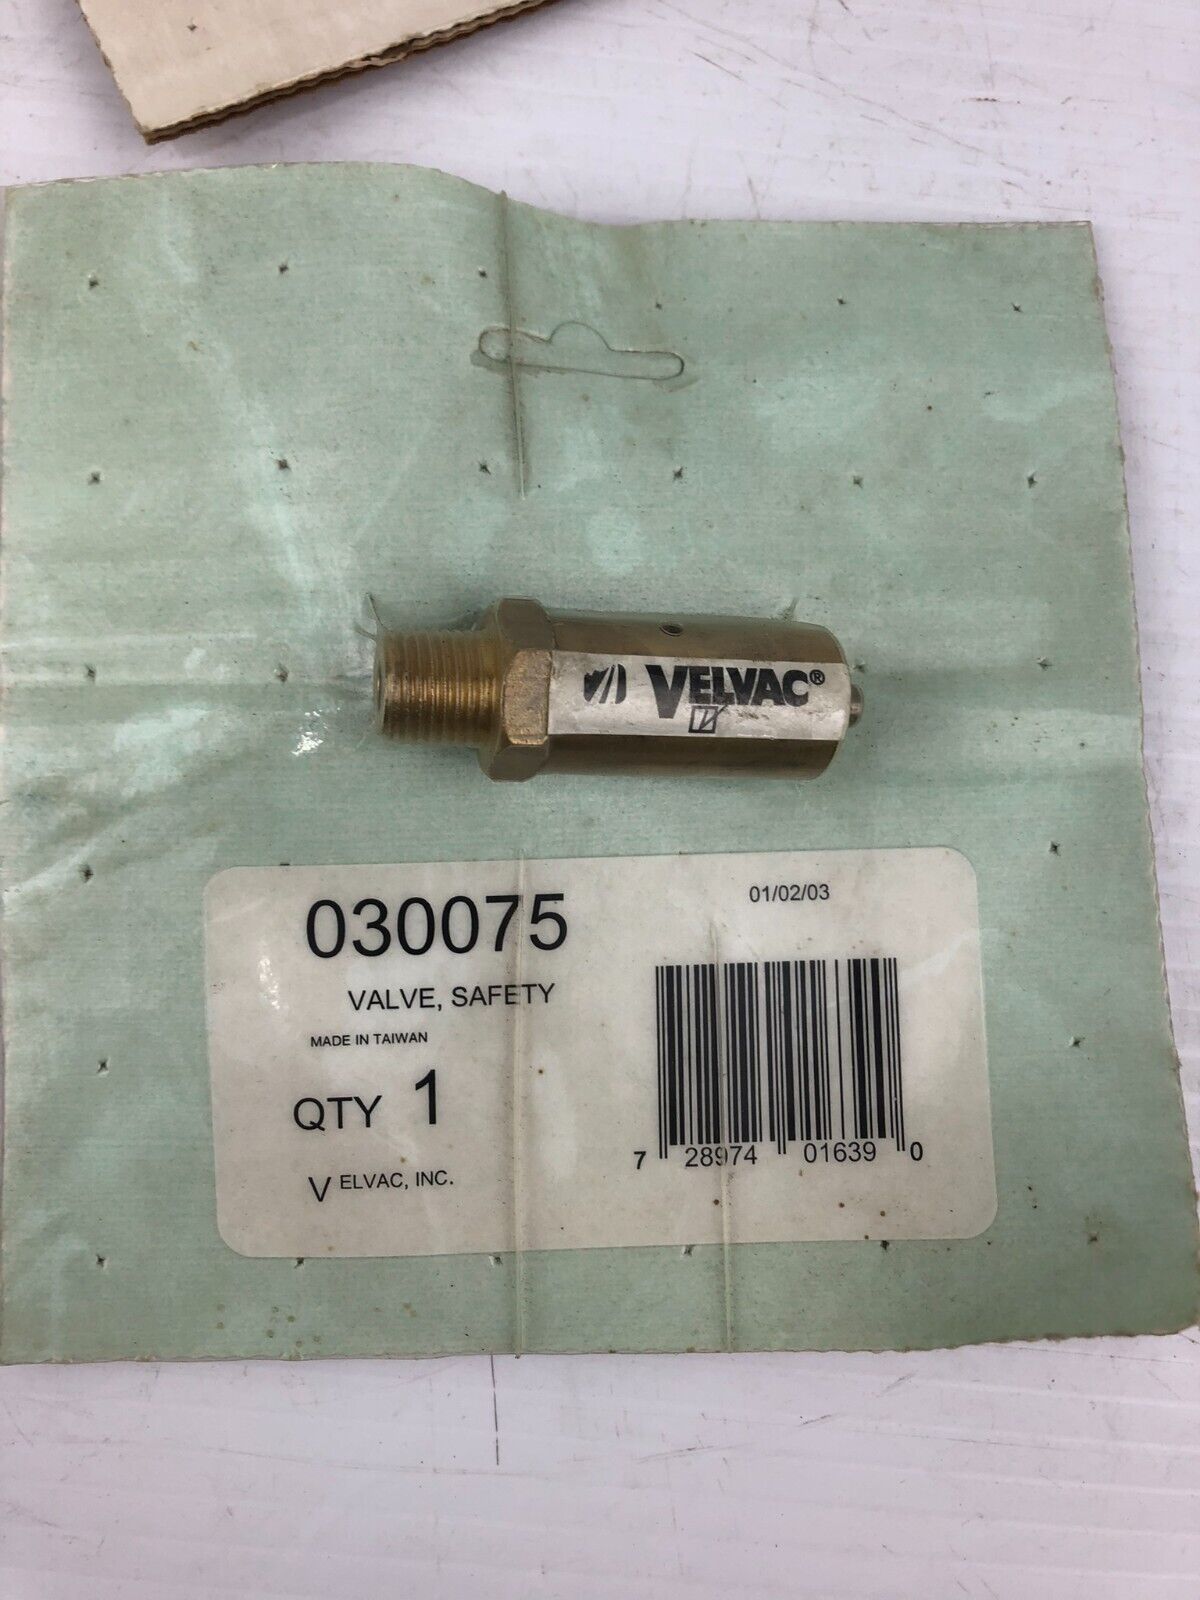 VELVAC®
030075
01/02/03
VALVE, SAFETY
MADE IN TAIWAN
QTY 1
VELVAC, INC.
7 28974 01639 0